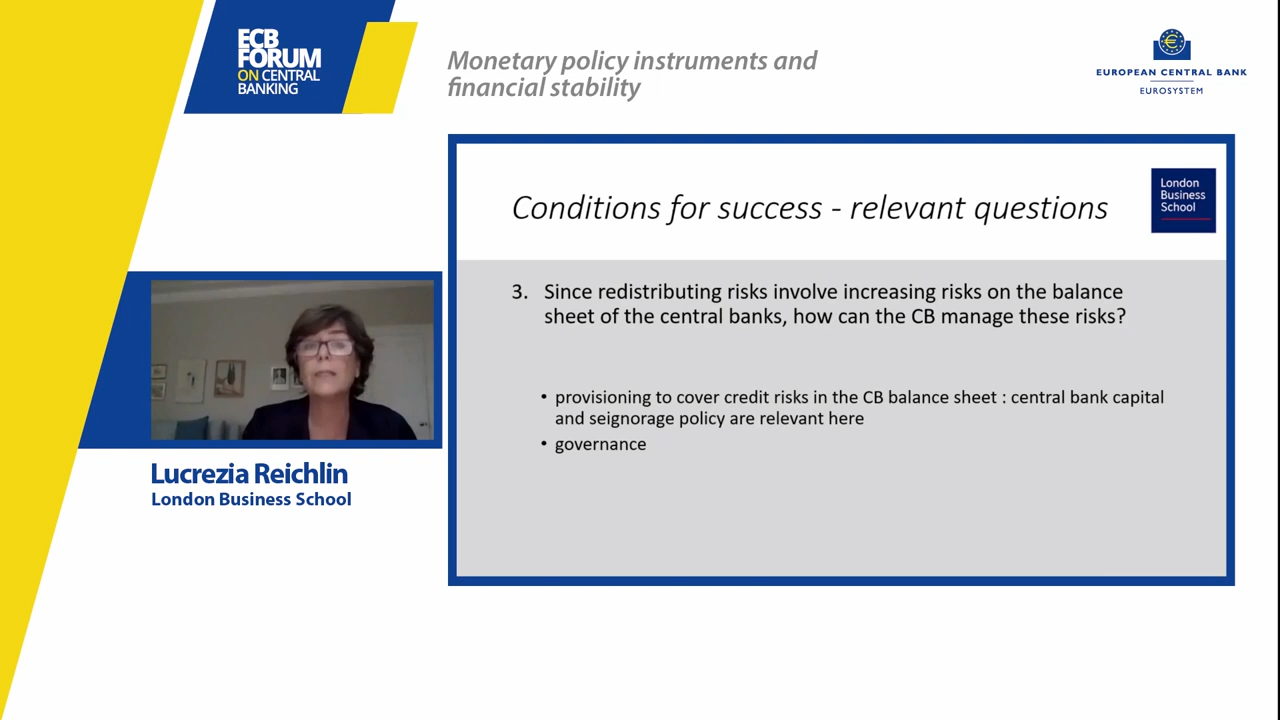 ECB
FORUM
ON CENTRAL
BANKING
Monetary policy instruments and
financial stability
EUROPEAN CENTRAL BANK
EUROSYSTEM
Conditions for success - relevant questions
London
Business
School
3. Since redistributing risks involve increasing risks on the balance
sheet of the central banks, how can the CB manage these risks?
• provisioning to cover credit risks in the CB balance sheet : central bank capital
and seignorage policy are relevant here
• governance
Lucrezia Reichlin
London Business School